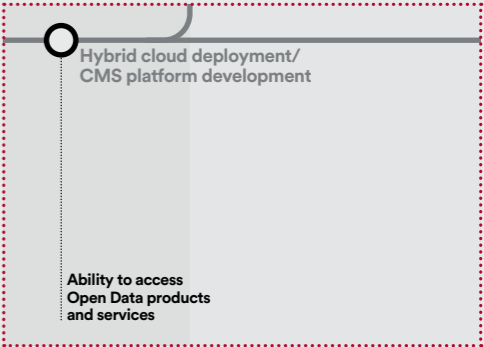 Hybrid cloud deployment/
CMS platform development
Ability to access
Open Data products
and services